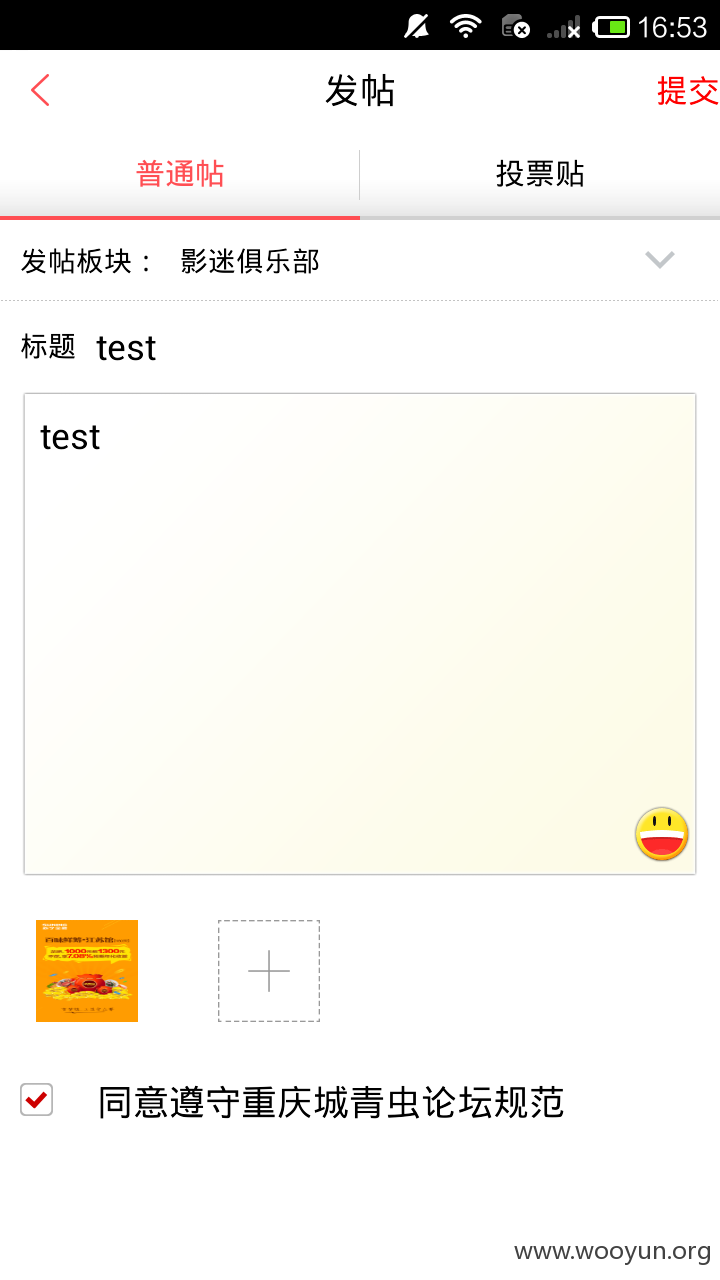 16:53
发帖
提交
普通帖
投票贴
发帖板块： 影迷俱乐部
标题 test
test
同意遵守重庆城青虫论坛规范
www.wooyun.org